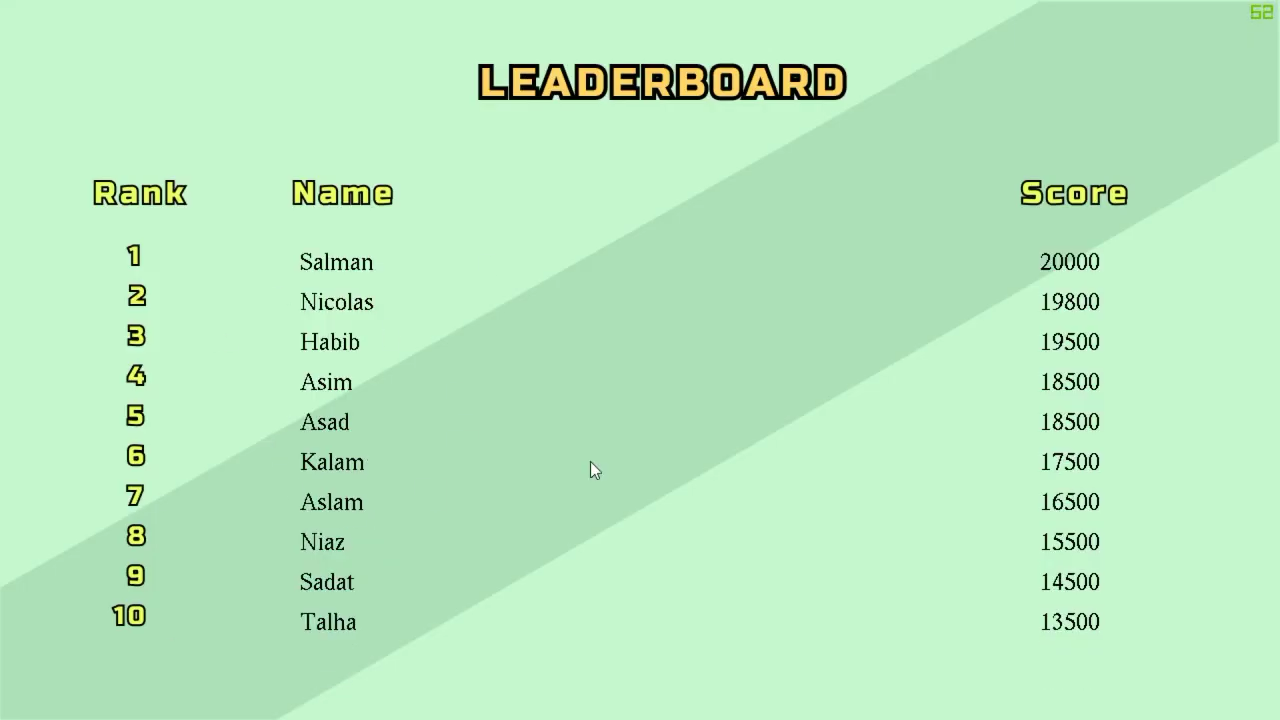 62
LEADERBOARD
Rank Name Score
1 Salman 20000
2 Nicolas 19800
3 Habib 19500
4 Asim 18500
5 Asad 18500
6 Kalam 17500
7 Aslam 16500
8 Niaz 15500
9 Sadat 14500
10 Talha 13500